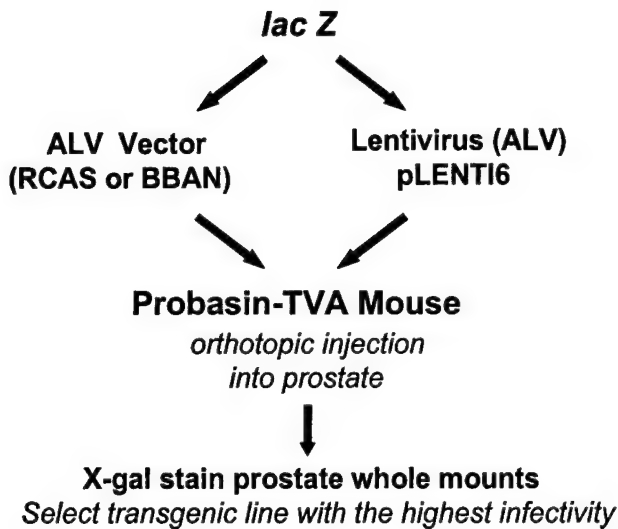 lac Z
ALV Vector
(RCAS or BBAN)
Lentivirus (ALV)
pLENTI6
Probasin-TVA Mouse
orthotopic injection
into prostate
X-gal stain prostate whole mounts
Select transgenic line with the highest infectivity